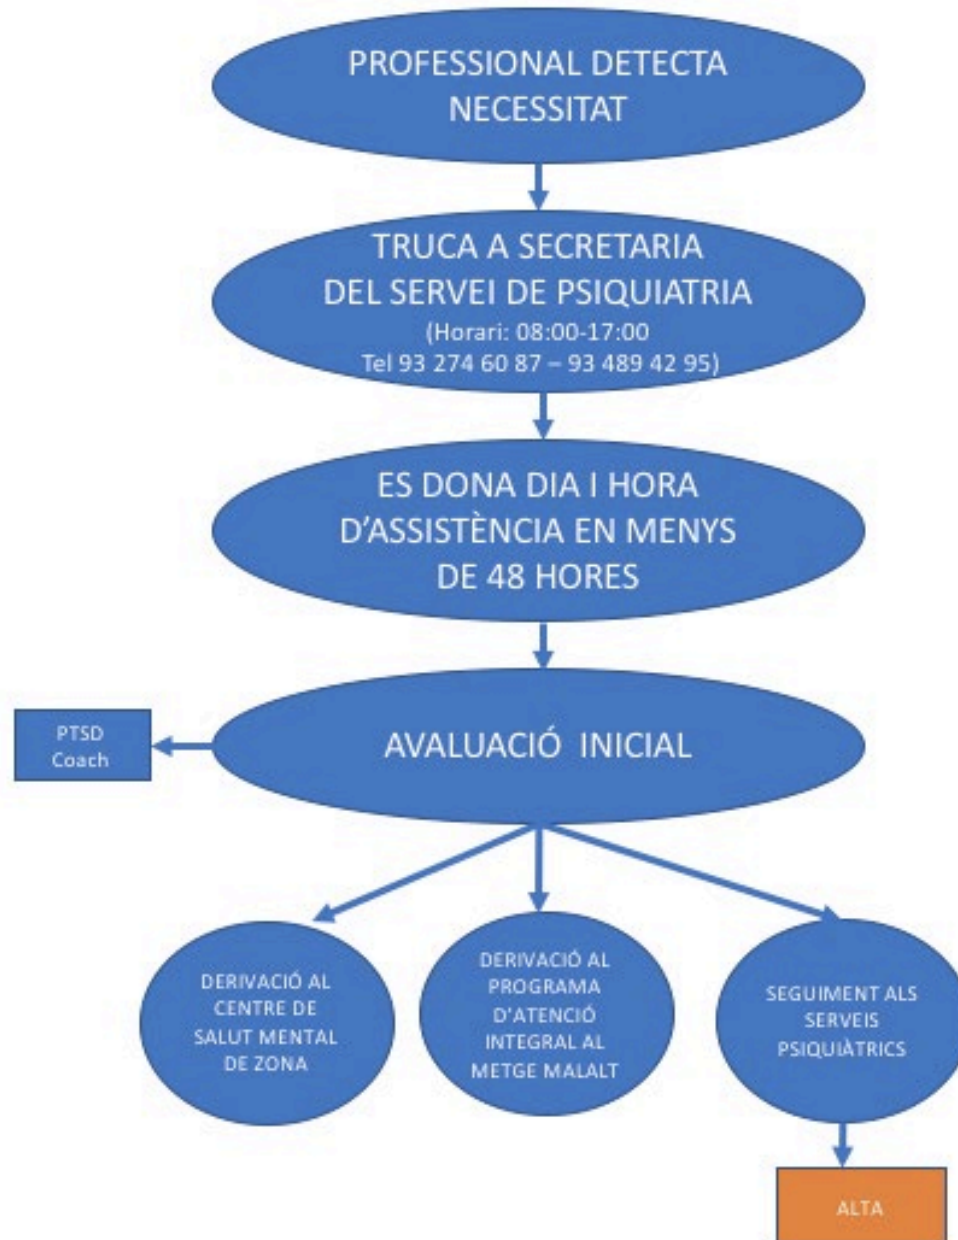 PROFESSIONAL DETECTA
NECESSITAT
TRUCA A SECRETARIA
DEL SERVEI DE PSIQUIATRIA
(Horari: 08:00-17:00
Tel 93 274 60 87 – 93 489 42 95)
ES DONA DIA I HORA
D'ASSISTÈNCIA EN MENYS
DE 48 HORES
AVALUACIÓ INICIAL
PTSD
Coach
DERIVACIÓ AL
CENTRE DE
SALUT MENTAL
DE ZONA
DERIVACIÓ AL
PROGRAMA
D'ATENCIÓ
INTEGRAL AL
METGE MALALT
SEGUIMENT ALS
SERVEIS
PSIQUIÀTRICS
ALTA